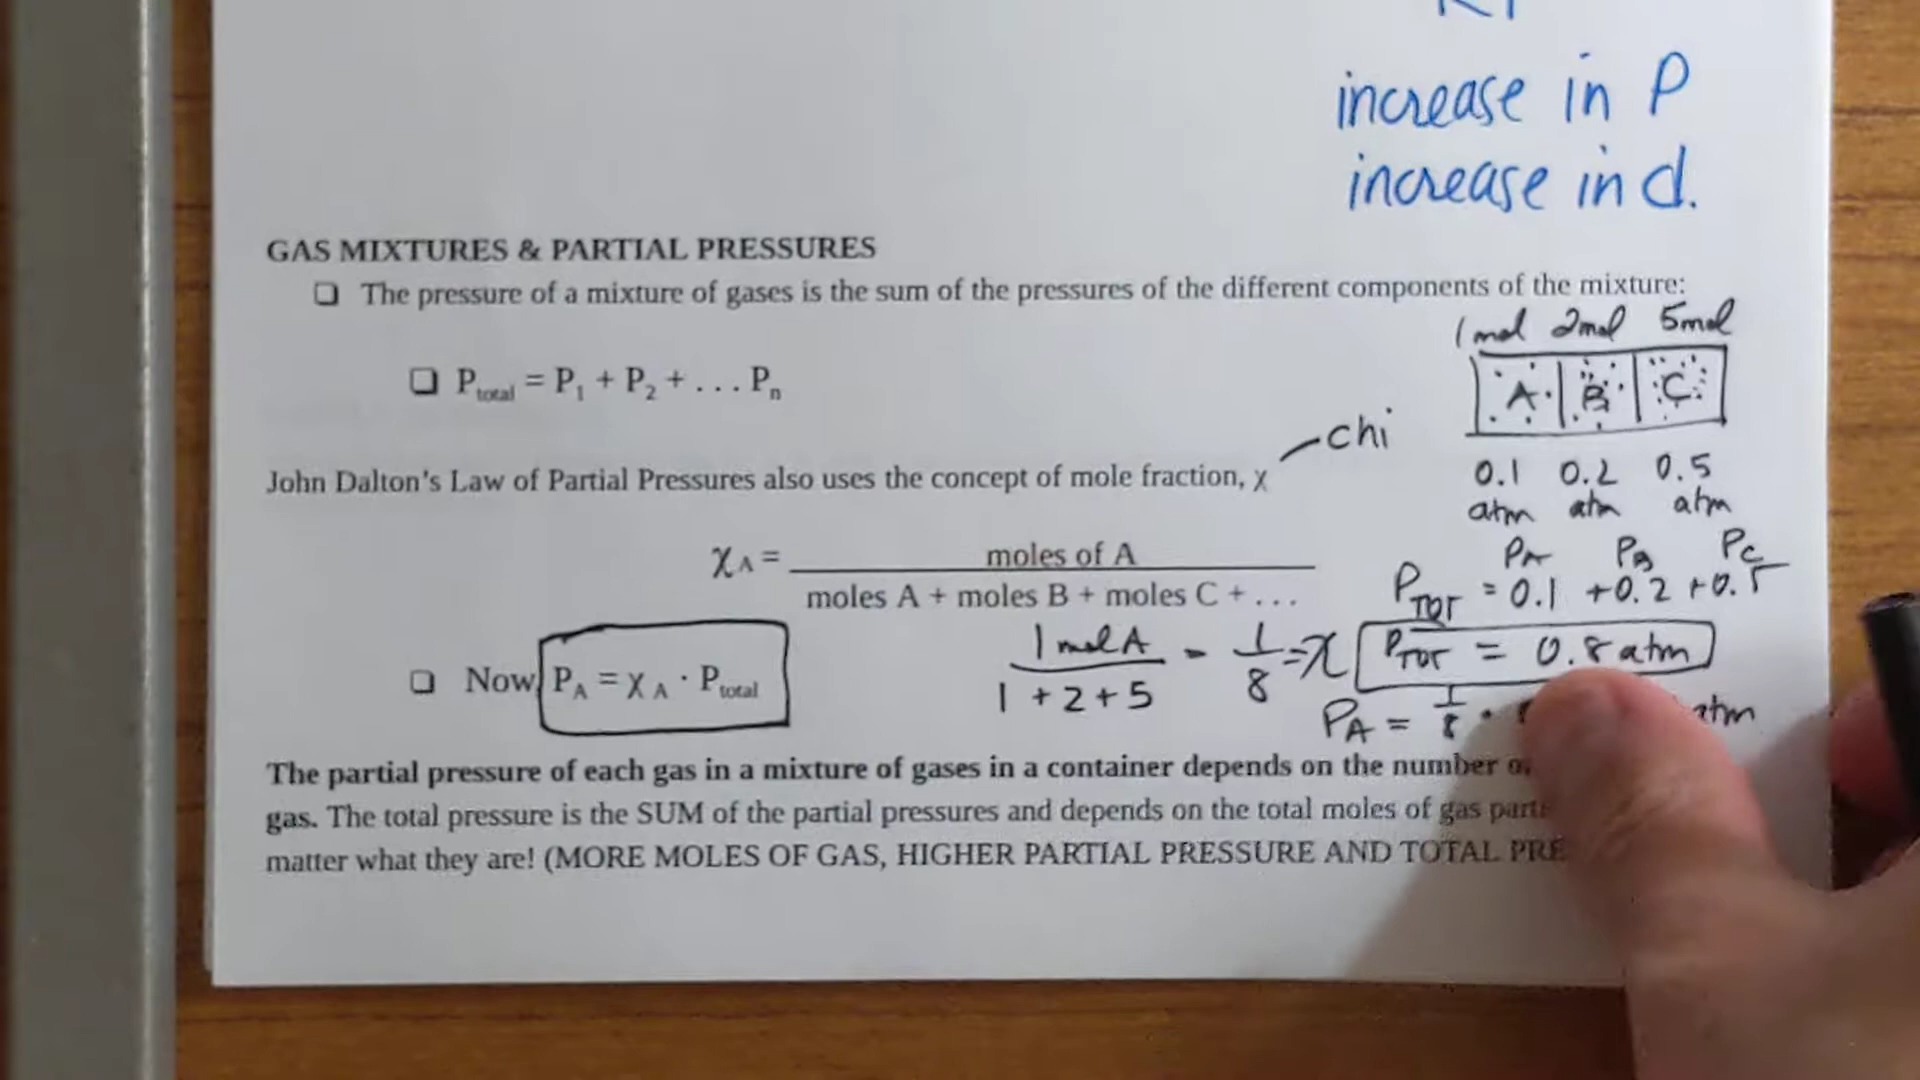 increase in P
increase in d.
GAS MIXTURES & PARTIAL PRESSURES
❑ The pressure of a mixture of gases is the sum of the pressures of the different components of the mixture:
1 mol 2mol 5mol
A B C
❑ Ptotal = P1 + P2 + . . . Pn
chi
0.1 0.2 0.5
atm atm atm
John Dalton's Law of Partial Pressures also uses the concept of mole fraction, χ
PA PB PC
PTOT = 0.1 + 0.2 + 0.5
χA = moles of A
moles A + moles B + moles C + . . .
1 mol A
1 + 2 + 5
= 1/8 = χ
PTOT = 0.8 atm
❑ Now PA = χA · Ptotal
PA = 1/8 · atm
The partial pressure of each gas in a mixture of gases in a container depends on the number
gas. The total pressure is the SUM of the partial pressures and depends on the total moles of gas
matter what they are! (MORE MOLES OF GAS, HIGHER PARTIAL PRESSURE AND TOTAL